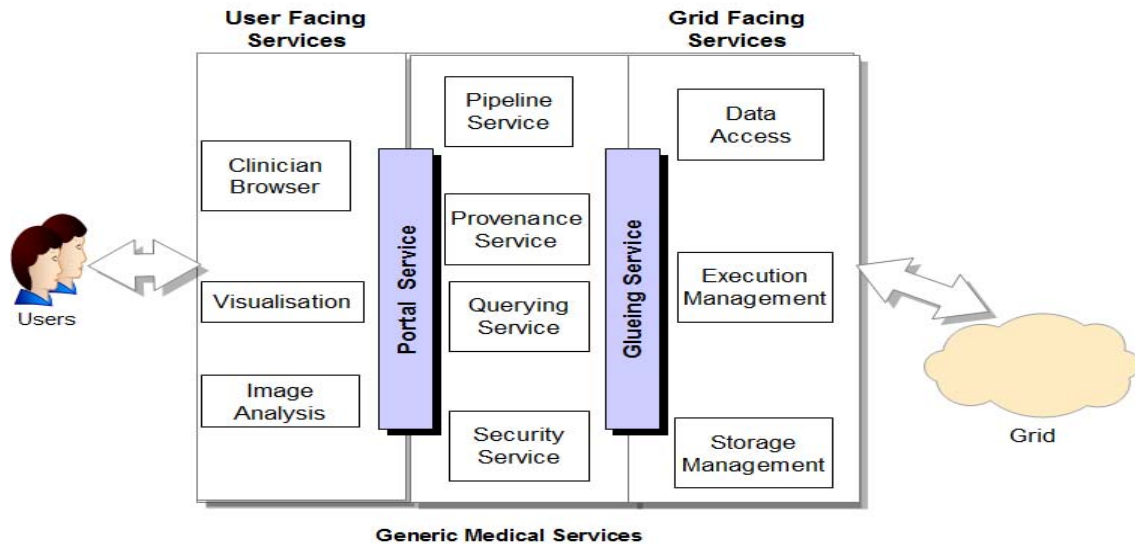 User Facing
Services
Grid Facing
Services
Clinician
Browser
Visualisation
Image
Analysis
Portal Service
Pipeline
Service
Provenance
Service
Querying
Service
Security
Service
Glueing Service
Data
Access
Execution
Management
Storage
Management
Users
Grid
Generic Medical Services